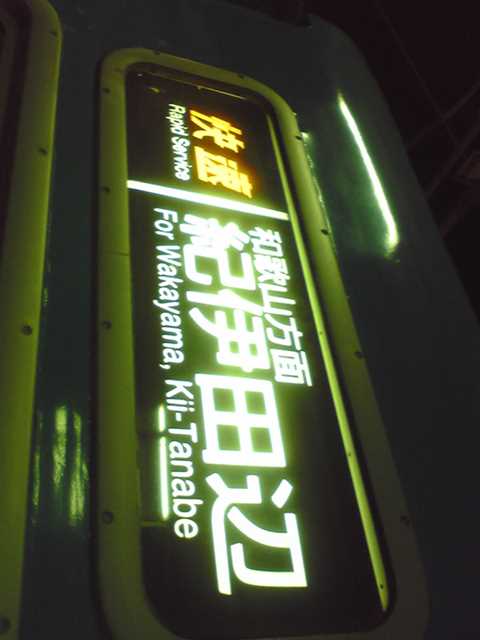 快速
Rapid Service
和歌山方面
紀伊田辺
For Wakayama, Kii-Tanabe